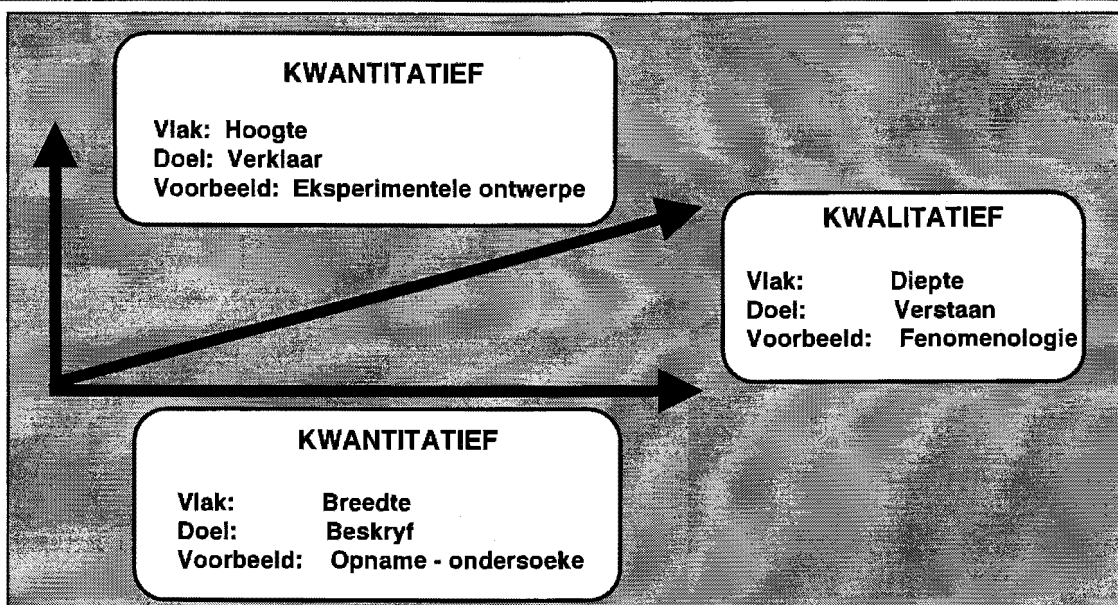 KWANTITATIEF
Vlak: Hoogte
Doel: Verklaar
Voorbeeld: Eksperimentele ontwerpe
KWALITATIEF
Vlak: Diepte
Doel: Verstaan
Voorbeeld: Fenomenologie
KWANTITATIEF
Vlak: Breedte
Doel: Beskryf
Voorbeeld: Opname - ondersoeke